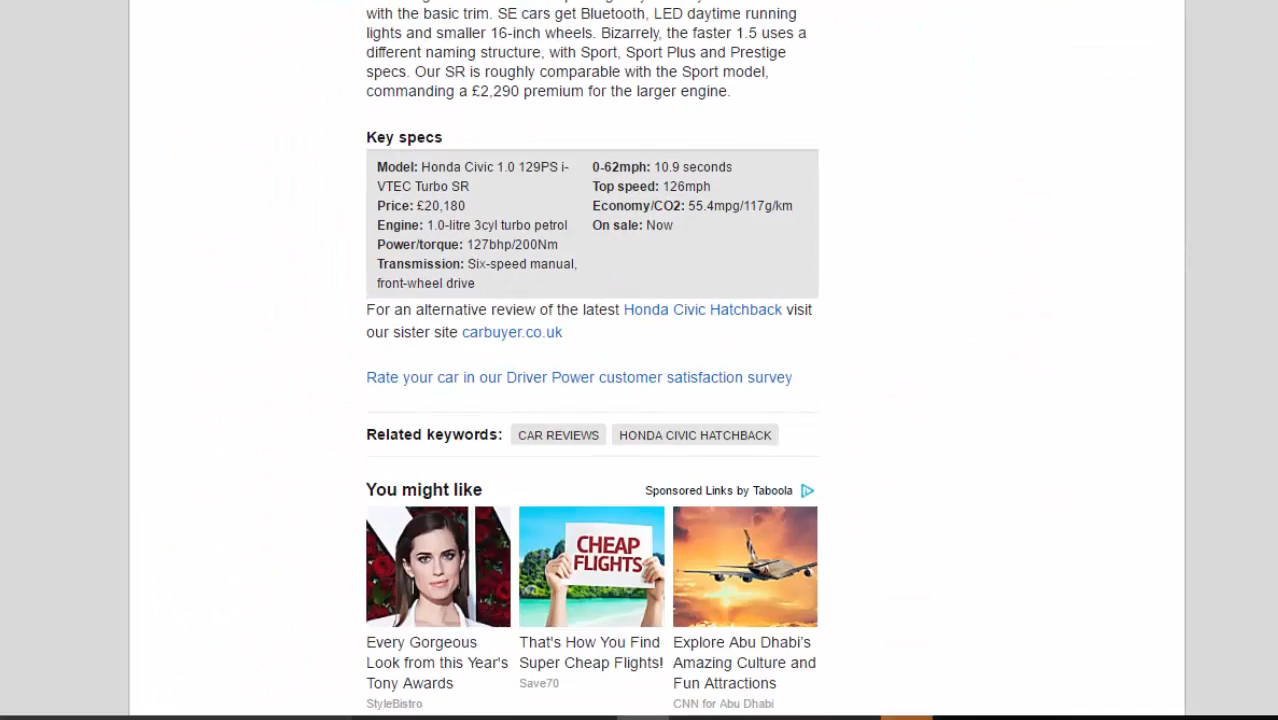 with the basic trim. SE cars get Bluetooth, LED daytime running
lights and smaller 16-inch wheels. Bizarrely, the faster 1.5 uses a
different naming structure, with Sport, Sport Plus and Prestige
specs. Our SR is roughly comparable with the Sport model,
commanding a £2,290 premium for the larger engine.
Key specs
Model: Honda Civic 1.0 129PS i-
VTEC Turbo SR
Price: £20,180
Engine: 1.0-litre 3cyl turbo petrol
Power/torque: 127bhp/200Nm
Transmission: Six-speed manual,
front-wheel drive
0-62mph: 10.9 seconds
Top speed: 126mph
Economy/CO2: 55.4mpg/117g/km
On sale: Now
For an alternative review of the latest Honda Civic Hatchback visit
our sister site carbuyer.co.uk
Rate your car in our Driver Power customer satisfaction survey
Related keywords: CAR REVIEWS HONDA CIVIC HATCHBACK
You might like
Sponsored Links by Taboola
CHEAP
FLIGHTS
Every Gorgeous
Look from this Year's
Tony Awards
StyleBistro
That's How You Find
Super Cheap Flights!
Save70
Explore Abu Dhabi's
Amazing Culture and
Fun Attractions
CNN for Abu Dhabi